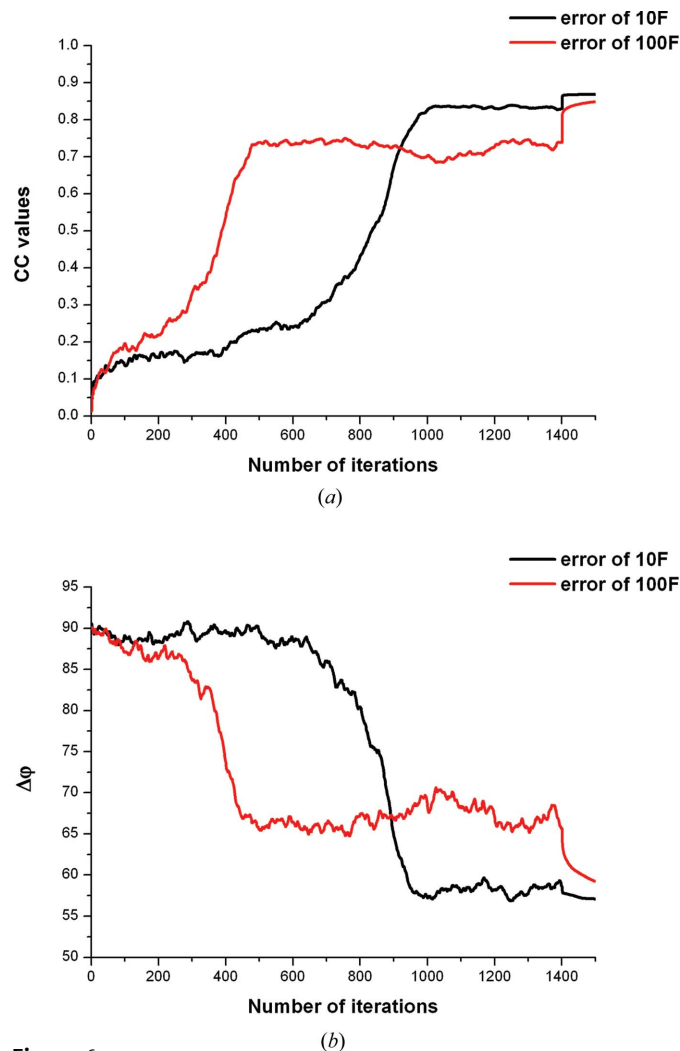 error of 10F
error of 100F
1.0
0.9
0.8
0.7
0.6
0.5
0.4
0.3
0.2
0.1
0.0
CC values
0 200 400 600 800 1000 1200 1400
Number of iterations
(a)
error of 10F
error of 100F
95
90
85
80
75
70
65
60
55
50
Δφ
0 200 400 600 800 1000 1200 1400
Number of iterations
(b)